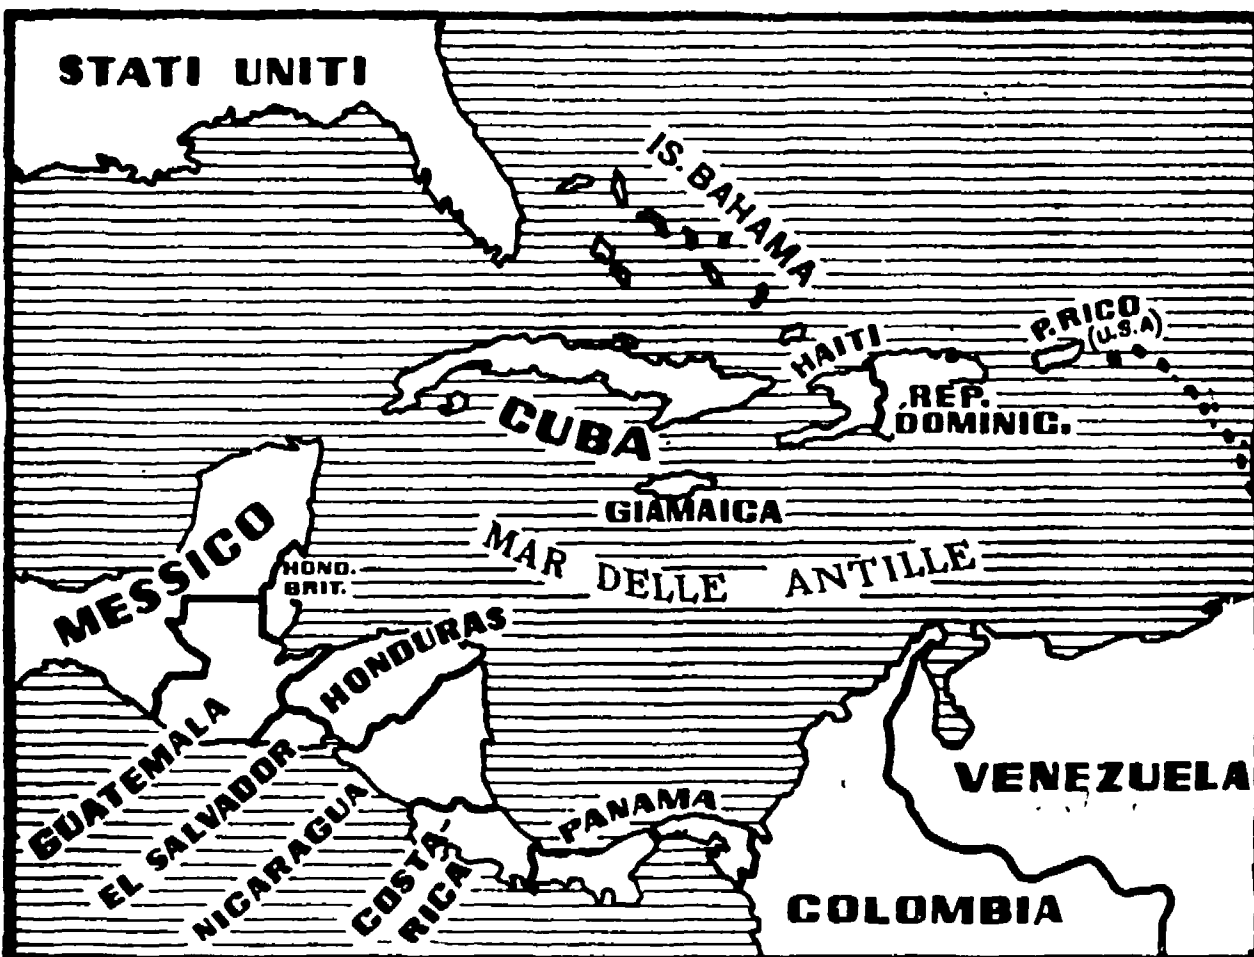 STATI UNITI
IS. BAHAMA
P. RICO
(U.S.A)
HAITI
REP.
DOMINIC.
CUBA
GIAMAICA
MAR DELLE ANTILLE
MESSICO
HOND.
BRIT.
HONDURAS
GUATEMALA
EL SALVADOR
NICARAGUA
COSTA-
RICA
PANAMA
VENEZUELA
COLOMBIA